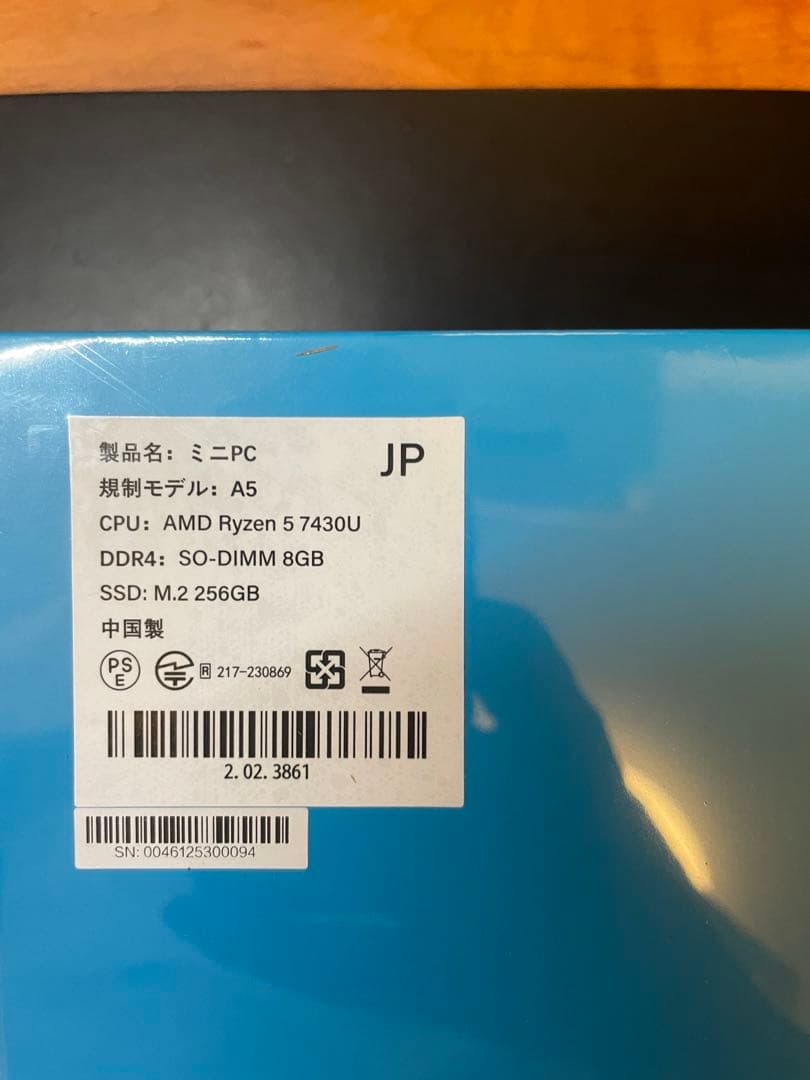 製品名：ミニPC
JP
規制モデル：A5
CPU：AMD Ryzen 5 7430U
DDR4：SO-DIMM 8GB
SSD: M.2 256GB
中国製
PSE
R 217-230869
2. 02. 3861
SN: 0046125300094